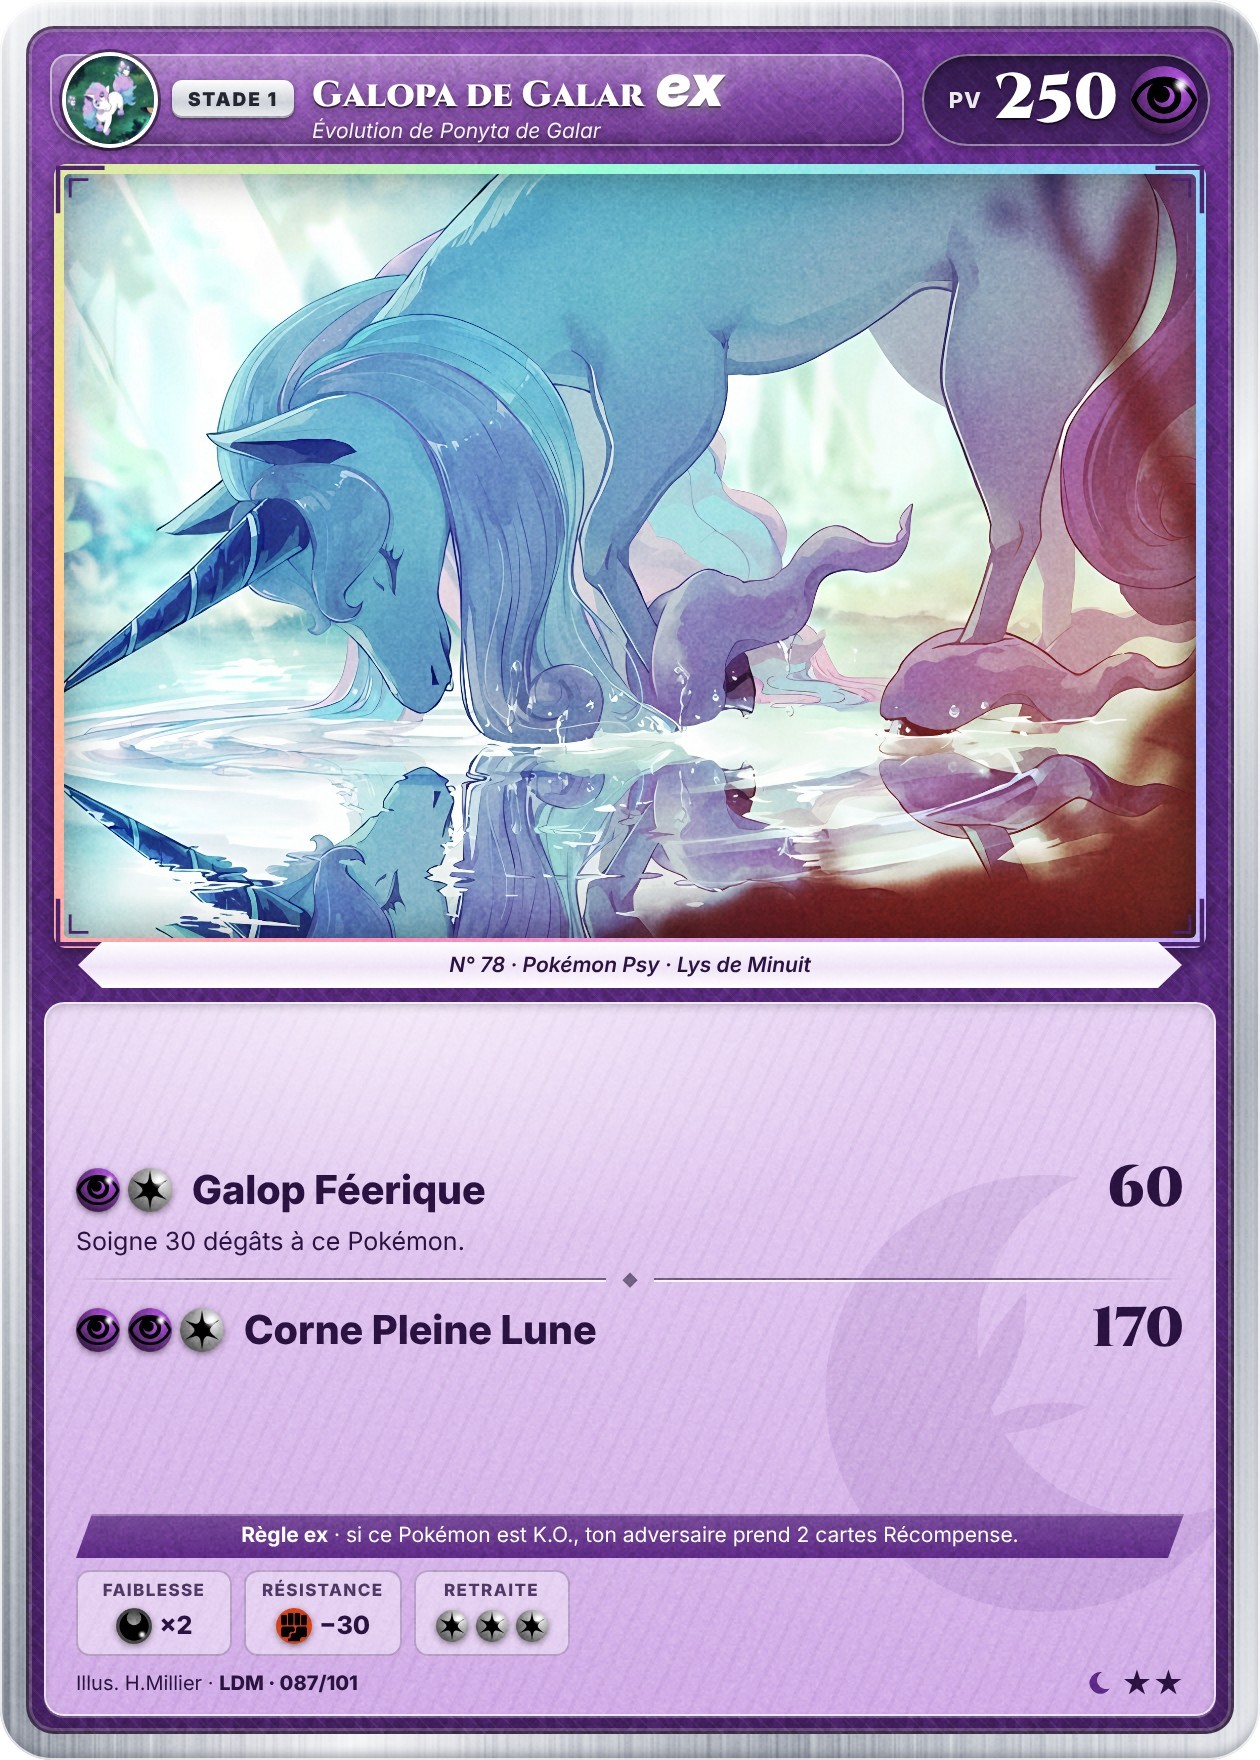 STADE 1
Galopa de Galar ex
Évolution de Ponyta de Galar
PV 250
N° 78 · Pokémon Psy · Lys de Minuit
Galop Féerique 60
Soigne 30 dégâts à ce Pokémon.
Corne Pleine Lune 170
Règle ex · si ce Pokémon est K.O., ton adversaire prend 2 cartes Récompense.
FAIBLESSE RÉSISTANCE RETRAITE
×2 −30
Illus. H.Millier · LDM · 087/101